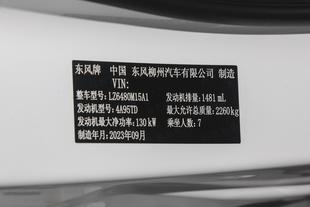 东风牌 中国 东风柳州汽车有限公司 制造
VIN:
整车型号:LZ6480M15A1 发动机排量:1481 mL
发动机型号:4A95TD 最大允许总质量:2260kg
发动机最大净功率:130 kW 乘坐人数:7
制造年月:2023年09月